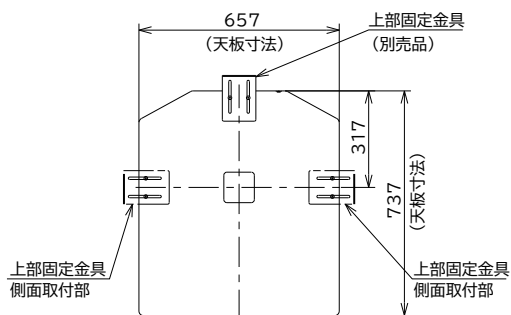 657
(天板寸法)
上部固定金具
(別売品)
317
737
(天板寸法)
上部固定金具
側面取付部
上部固定金具
側面取付部